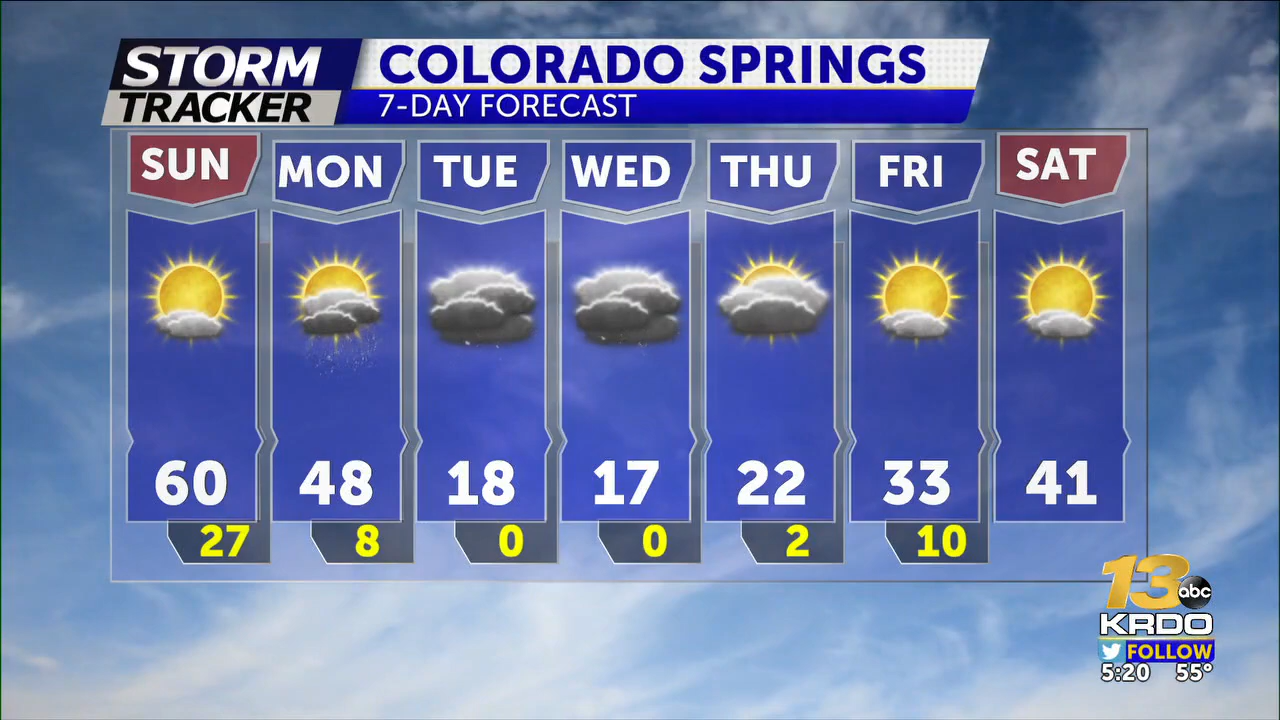 STORM
TRACKER
COLORADO SPRINGS
7-DAY FORECAST
SUN MON TUE WED THU FRI SAT
60 48 18 17 22 33 41
27 8 0 0 2 10
13 abc
KRDO
FOLLOW
5:20 55°